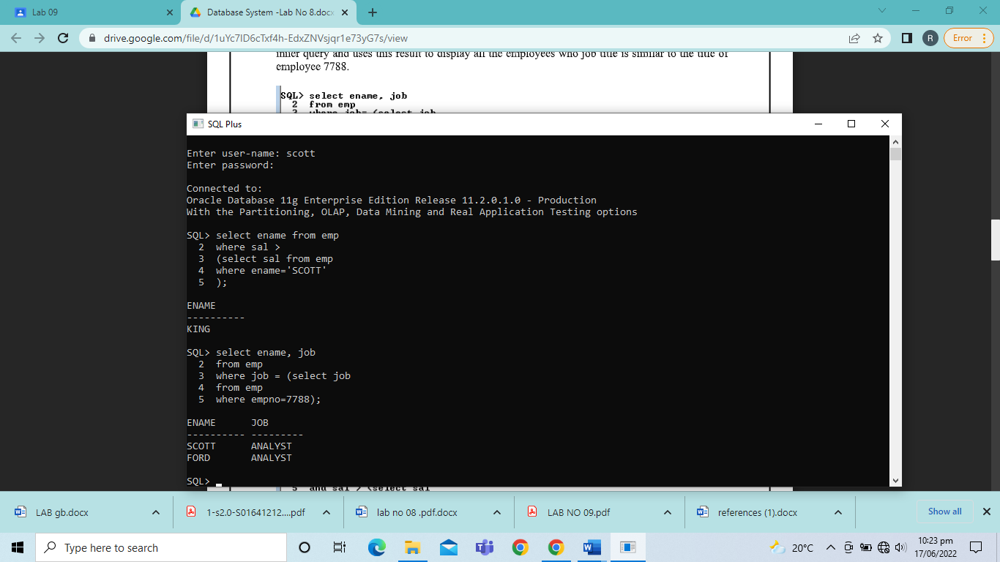 Lab 09
Database System -Lab No 8.docx
drive.google.com/file/d/1uYc7ID6cTxf4h-EdxZNVsjqr1e73yG7s/view
R
Error
inner query and uses this result to display all the employees who job title is similar to the title of
employee 7788.
SQL> select ename, job
2 from emp
3 where job= (select job
SQL Plus
Enter user-name: scott
Enter password:
Connected to:
Oracle Database 11g Enterprise Edition Release 11.2.0.1.0 - Production
With the Partitioning, OLAP, Data Mining and Real Application Testing options
SQL> select ename from emp
2 where sal >
3 (select sal from emp
4 where ename='SCOTT'
5 );
ENAME
----------
KING
SQL> select ename, job
2 from emp
3 where job = (select job
4 from emp
5 where empno=7788);
ENAME JOB
---------- ---------
SCOTT ANALYST
FORD ANALYST
SQL>
5 and sal > (select sal
LAB gb.docx
1-s2.0-S01641212....pdf
lab no 08 .pdf.docx
LAB NO 09.pdf
references (1).docx
Show all
Type here to search
20°C
10:23 pm
17/06/2022